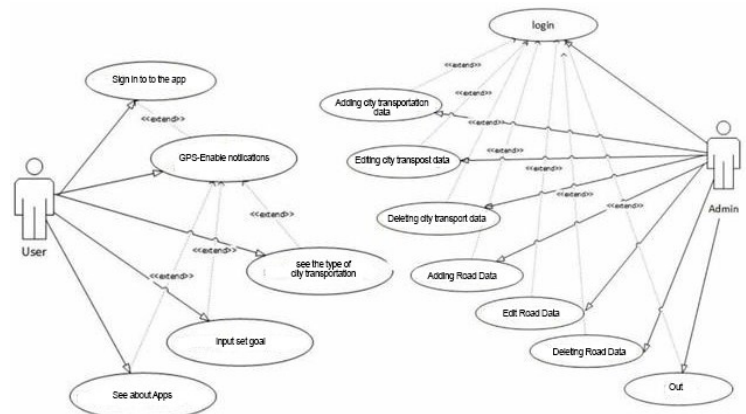 login
Sign in to to the app
<<extend>>
<<extend>>
Adding city transportation
data
<<extend>>
<<extend>>
GPS-Enable notilcations
<<extend>>
Editing city transpost data
<<extend>>
<<extend>>
Admin
<<extend>>
Deleting city transport data
<<extend>>
User
<<extend>>
see the type of
city transportation
<<extend>>
Adding Road Data
Edit Road Data
Input set goal
Deleting Road Data
See about Apps
Out